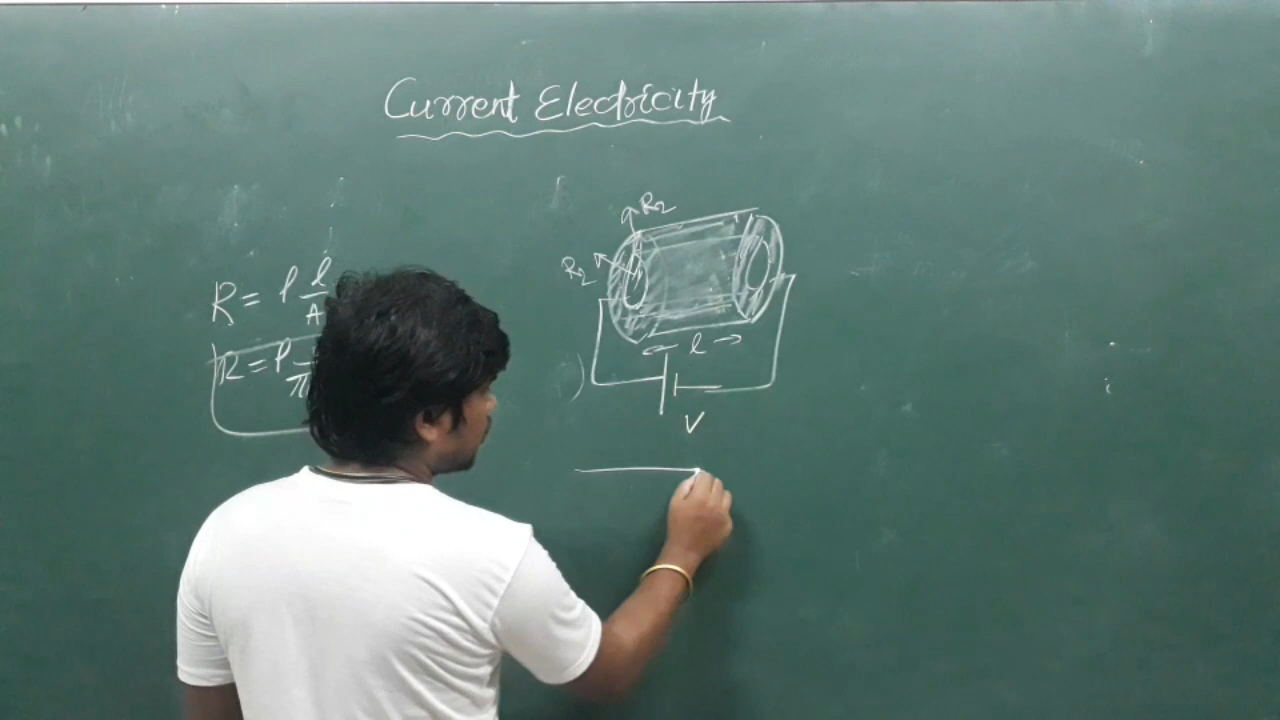 Current Electricity
R = ρ l/A
R = ρ
π
R2
R2
l
V